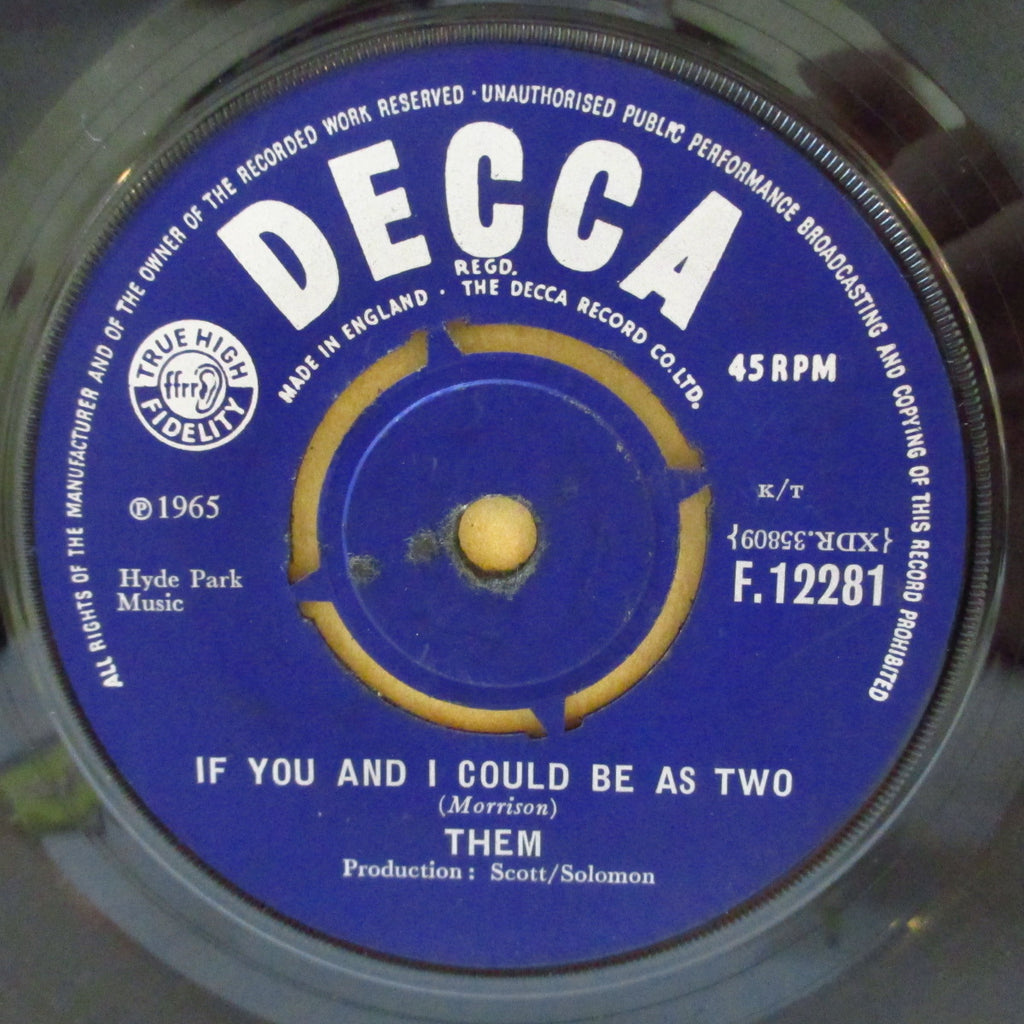 ALL RIGHTS OF THE MANUFACTURER AND OF THE OWNER OF THE RECORDED WORK RESERVED · UNAUTHORISED PUBLIC PERFORMANCE BROADCASTING AND COPYING OF THIS RECORD PROHIBITED
DECCA
REGD.
MADE IN ENGLAND · THE DECCA RECORD CO. LTD.
TRUE HIGH
ffrr
FIDELITY
45 RPM
℗ 1965
K/T
{XDR.35809}
F.12281
Hyde Park
Music
IF YOU AND I COULD BE AS TWO
(Morrison)
THEM
Production : Scott/Solomon